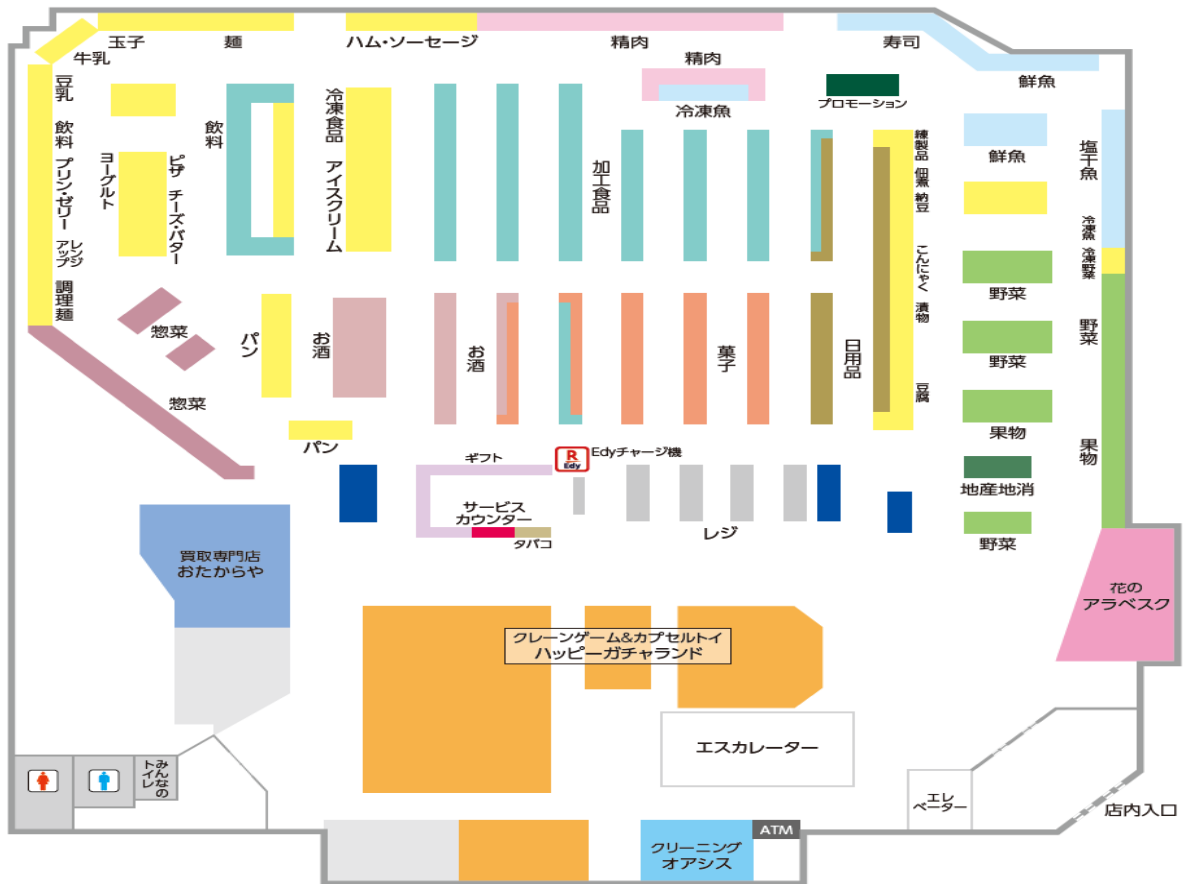 玉子
麺
ハム・ソーセージ
精肉
寿司
牛乳
精肉
鮮魚
豆乳
飲料
プリン・ゼリー
レンジ
アップ
調理麺
ヨーグルト
ピザ
チーズ・バター
飲料
冷凍食品
アイスクリーム
冷凍魚
プロモーション
加工食品
練製品
佃煮
納豆
こんにゃく
漬物
豆腐
鮮魚
塩干魚
冷凍魚
冷凍野菜
野菜
野菜
野菜
果物
果物
地産地消
野菜
惣菜
惣菜
パン
パン
お酒
お酒
菓子
日用品
ギフト
R
Edy
Edyチャージ機
サービス
カウンター
タバコ
レジ
買取専門店
おたからや
花の
アラベスク
クレーンゲーム&カプセルトイ
ハッピーガチャランド
エスカレーター
みんなの
トイレ
エレ
ベーター
店内入口
ATM
クリーニング
オアシス